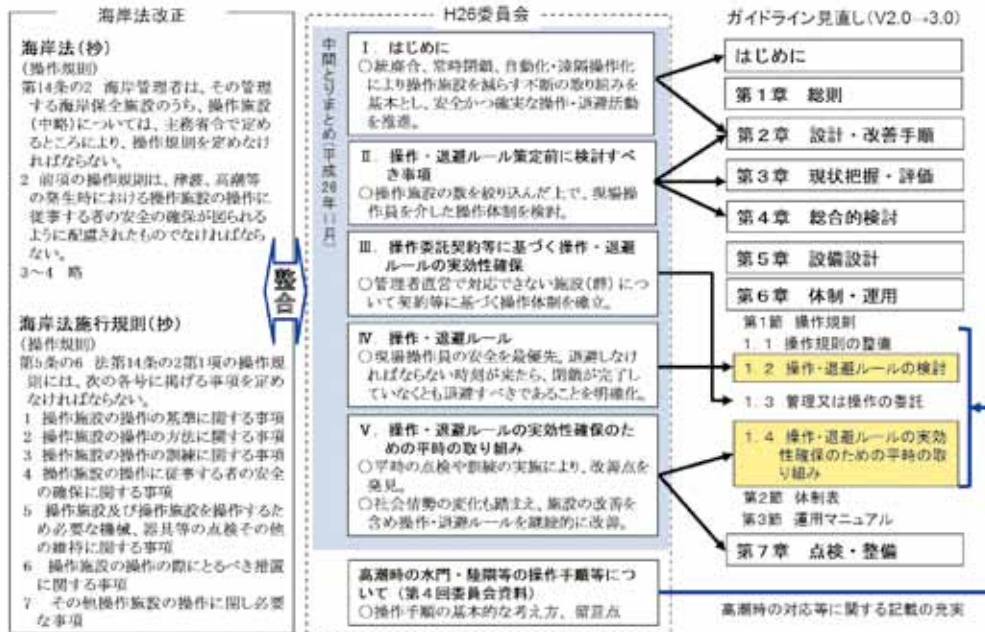 海岸法改正
海岸法(抄)
(操作規則)
第14条の2 海岸管理者は、その管理
する海岸保全施設のうち、操作施設
(中略)については、主務省令で定め
るところにより、操作規則を定めなけ
ればならない。
2 前項の操作規則は、津波、高潮等
の発生時における操作施設の操作に
従事する者の安全の確保が図られる
ように配慮されたものでなければなら
ない。
3~4 略
海岸法施行規則(抄)
(操作規則)
第5条の6 法第14条の2第1項の操作規
則には、次の各号に掲げる事項を定め
なければならない。
1 操作施設の操作の基準に関する事項
2 操作施設の操作の方法に関する事項
3 操作施設の操作の訓練に関する事項
4 操作施設の操作に従事する者の安全
の確保に関する事項
5 操作施設及び操作施設を操作するた
め必要な機械、器具等の点検その他
の維持に関する事項
6 操作施設の操作の際にとるべき措置
に関する事項
7 その他操作施設の操作に関し必要
な事項
整合
H26委員会
中間とりまとめ(平成26年11月)
Ⅰ. はじめに
○統廃合、常時閉鎖、自動化・遠隔操作化
により操作施設を減らす不断の取り組みを
基本とし、安全かつ確実な操作・退避活動
を推進。
Ⅱ. 操作・退避ルール策定前に検討すべ
き事項
○操作施設の数を絞り込んだ上で、現場操
作員を介した操作体制を検討。
Ⅲ. 操作委託契約等に基づく操作・退避
ルールの実効性確保
○管理者直営で対応できない施設(群)につ
いて契約等に基づく操作体制を確立。
Ⅳ. 操作・退避ルール
○現場操作員の安全を最優先。退避しなけ
ればならない時刻が来たら、閉鎖が完了し
ていなくとも退避すべきであることを明確化。
Ⅴ. 操作・退避ルールの実効性確保のため
の平時の取り組み
○平時の点検や訓練の実施により、改善点を
発見。
○社会情勢の変化も踏まえ、施設の改善を
含め操作・退避ルールを継続的に改善。
高潮時の水門・陸閘等の操作手順等につ
いて(第4回委員会資料)
○操作手順の基本的な考え方、留意点
ガイドライン見直し(V2.0→3.0)
はじめに
第1章 総則
第2章 設計・改善手順
第3章 現状把握・評価
第4章 総合的検討
第5章 設備設計
第6章 体制・運用
第1節 操作規則
1.1 操作規則の整備
1.2 操作・退避ルールの検討
1.3 管理又は操作の委託
1.4 操作・退避ルールの実効
性確保のための平時の取
り組み
第2節 体制表
第3節 運用マニュアル
第7章 点検・整備
高潮時の対応等に関する記載の充実